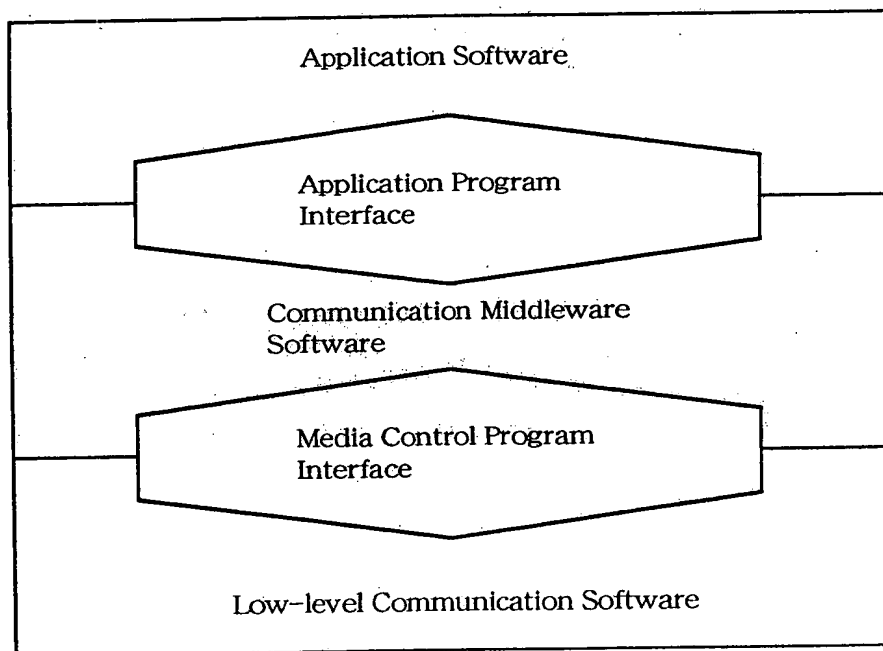 Application Software
Application Program
Interface
Communication Middleware
Software
Media Control Program
Interface
Low-level Communication Software